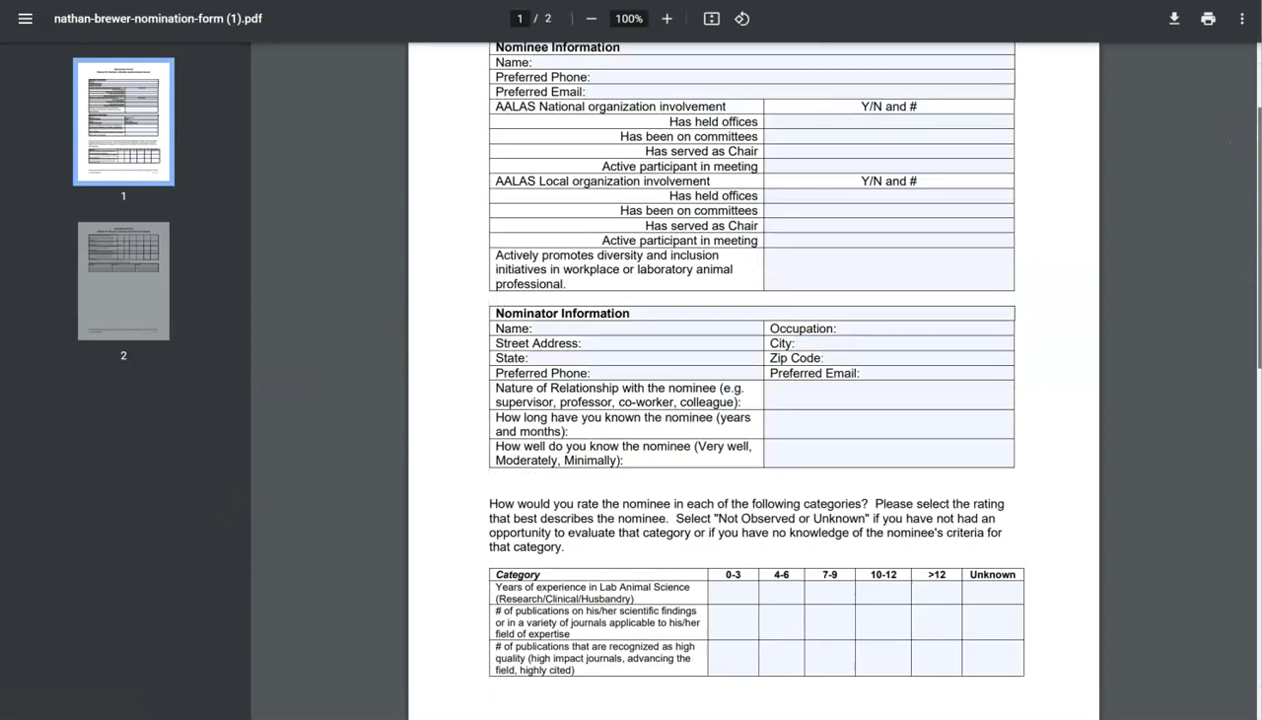 nathan-brewer-nomination-form (1).pdf
1 / 2
100%
1
2
Nominee Information
Name:
Preferred Phone:
Preferred Email:
AALAS National organization involvement Y/N and #
Has held offices
Has been on committees
Has served as Chair
Active participant in meeting
AALAS Local organization involvement Y/N and #
Has held offices
Has been on committees
Has served as Chair
Active participant in meeting
Actively promotes diversity and inclusion
initiatives in workplace or laboratory animal
professional.
Nominator Information
Name: Occupation:
Street Address: City:
State: Zip Code:
Preferred Phone: Preferred Email:
Nature of Relationship with the nominee (e.g.
supervisor, professor, co-worker, colleague):
How long have you known the nominee (years
and months):
How well do you know the nominee (Very well,
Moderately, Minimally):
How would you rate the nominee in each of the following categories? Please select the rating
that best describes the nominee. Select "Not Observed or Unknown" if you have not had an
opportunity to evaluate that category or if you have no knowledge of the nominee's criteria for
that category.
Category 0-3 4-6 7-9 10-12 >12 Unknown
Years of experience in Lab Animal Science
(Research/Clinical/Husbandry)
# of publications on his/her scientific findings
or in a variety of journals applicable to his/her
field of expertise
# of publications that are recognized as high
quality (high impact journals, advancing the
field, highly cited)